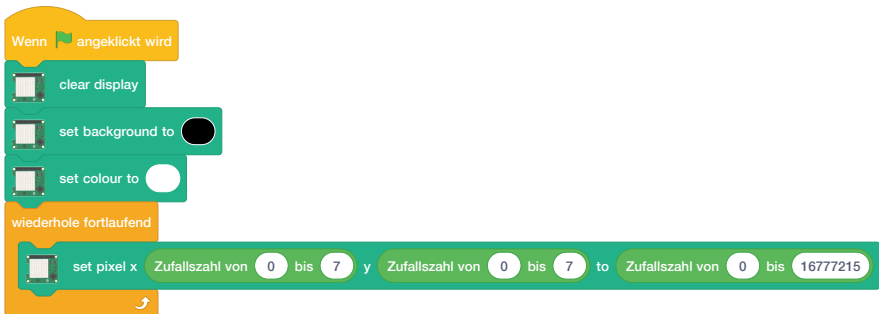 Wenn angeklickt wird
clear display
set background to
set colour to
wiederhole fortlaufend
set pixel x Zufallszahl von 0 bis 7 y Zufallszahl von 0 bis 7 to Zufallszahl von 0 bis 16777215